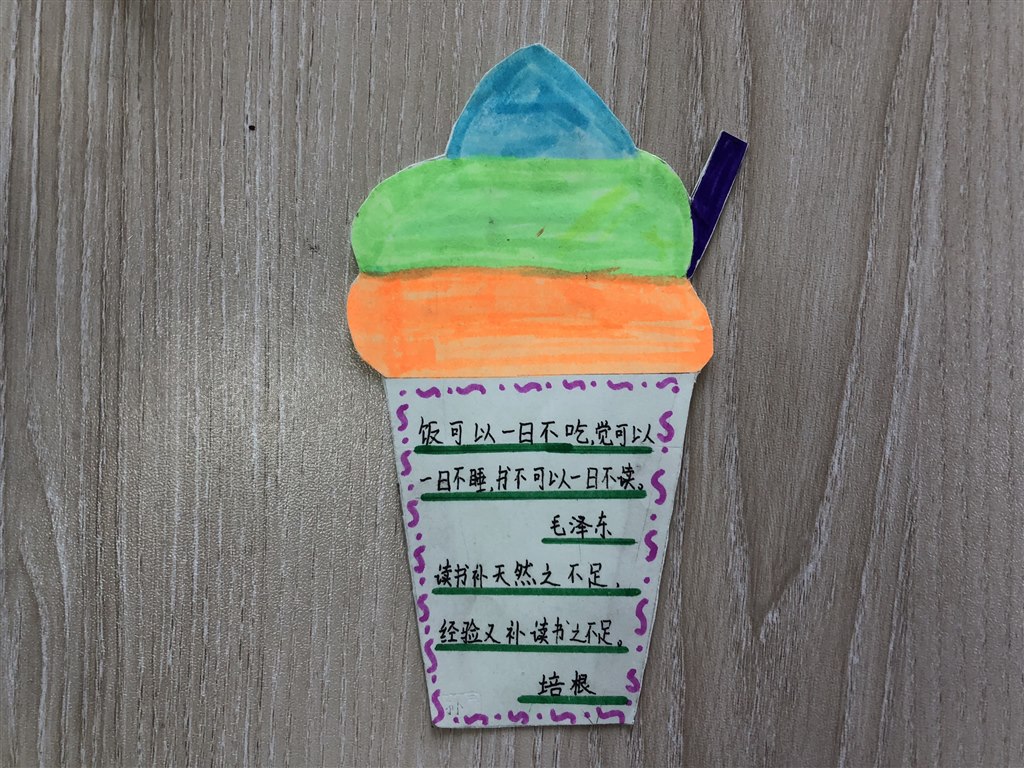 饭可以一日不吃,觉可以
一日不睡,书不可以一日不读。
毛泽东
读书补天然之不足,
经验又补读书之不足。
培根